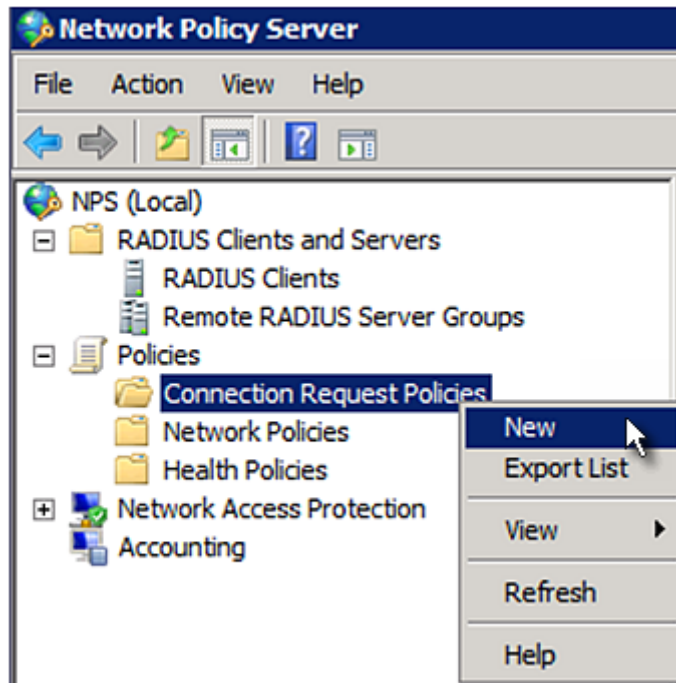 Network Policy Server
File Action View Help
NPS (Local)
RADIUS Clients and Servers
RADIUS Clients
Remote RADIUS Server Groups
Policies
Connection Request Policies
Network Policies
Health Policies
Network Access Protection
Accounting
New
Export List
View
Refresh
Help